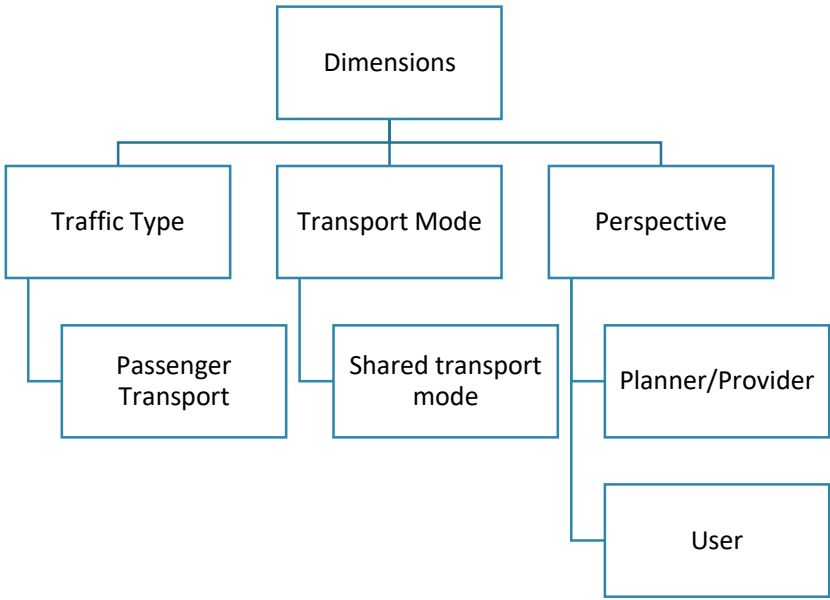 Dimensions
Traffic Type
Transport Mode
Perspective
Passenger
Transport
Shared transport
mode
Planner/Provider
User